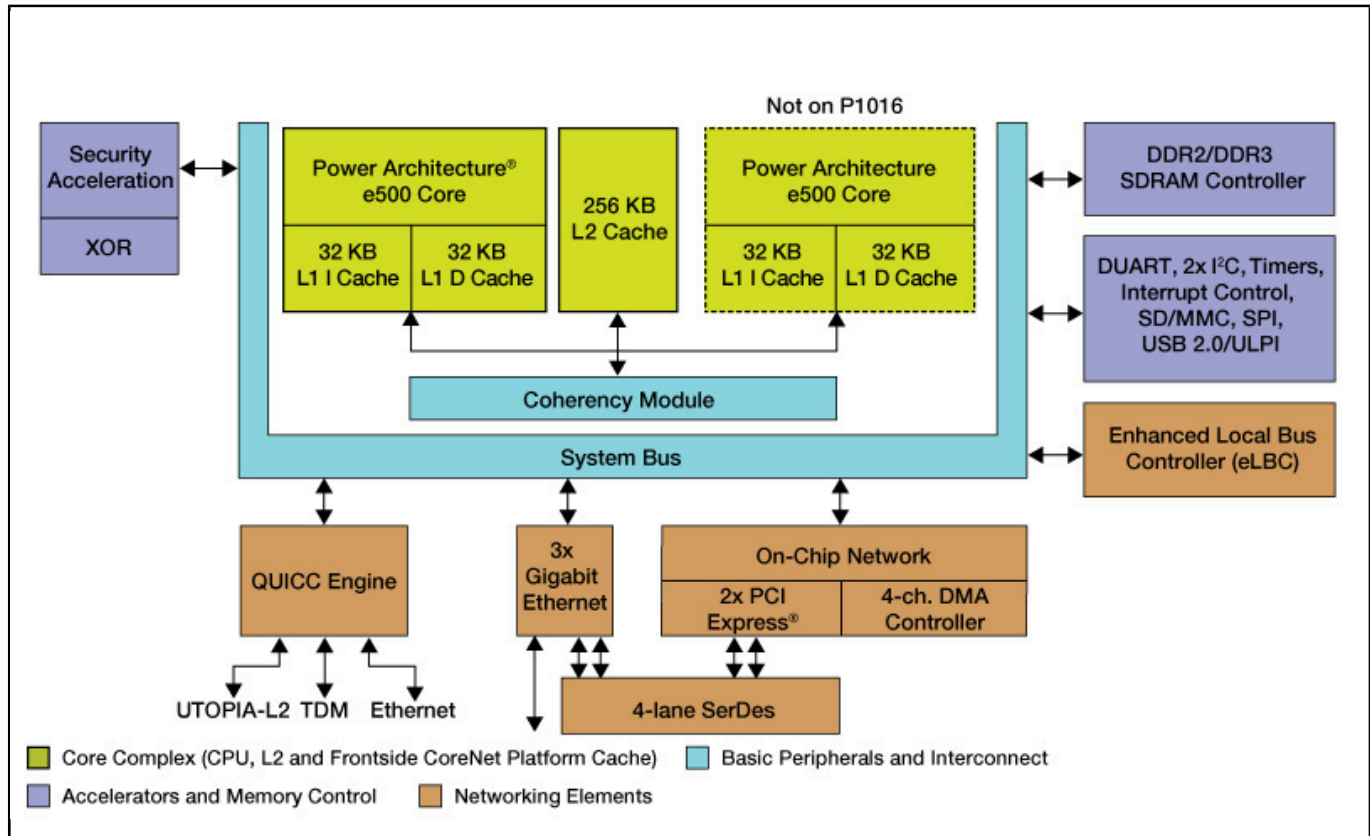 Not on P1016
Security
Acceleration
XOR
Power Architecture®
e500 Core
32 KB
L1 I Cache
32 KB
L1 D Cache
256 KB
L2 Cache
Power Architecture
e500 Core
32 KB
L1 I Cache
32 KB
L1 D Cache
DDR2/DDR3
SDRAM Controller
DUART, 2x I²C, Timers,
Interrupt Control,
SD/MMC, SPI,
USB 2.0/ULPI
Coherency Module
System Bus
Enhanced Local Bus
Controller (eLBC)
QUICC Engine
3x
Gigabit
Ethernet
On-Chip Network
2x PCI
Express®
4-ch. DMA
Controller
UTOPIA-L2
TDM
Ethernet
4-lane SerDes
Core Complex (CPU, L2 and Frontside CoreNet Platform Cache)
Basic Peripherals and Interconnect
Accelerators and Memory Control
Networking Elements